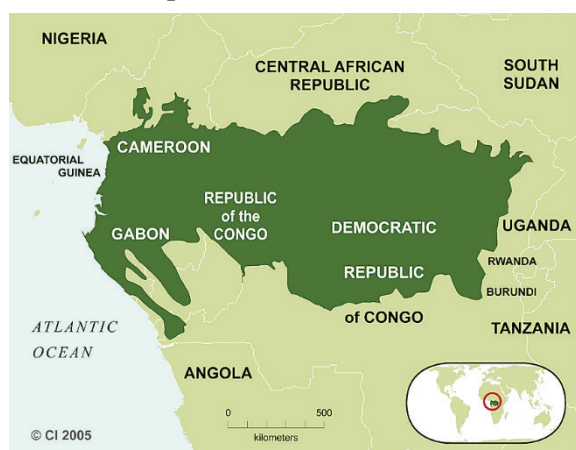 NIGERIA
CENTRAL AFRICAN
REPUBLIC
SOUTH
SUDAN
CAMEROON
EQUATORIAL
GUINEA
REPUBLIC
of the
CONGO
GABON
DEMOCRATIC
REPUBLIC
of CONGO
UGANDA
RWANDA
BURUNDI
TANZANIA
ATLANTIC
OCEAN
ANGOLA
0 500
kilometers
© CI 2005